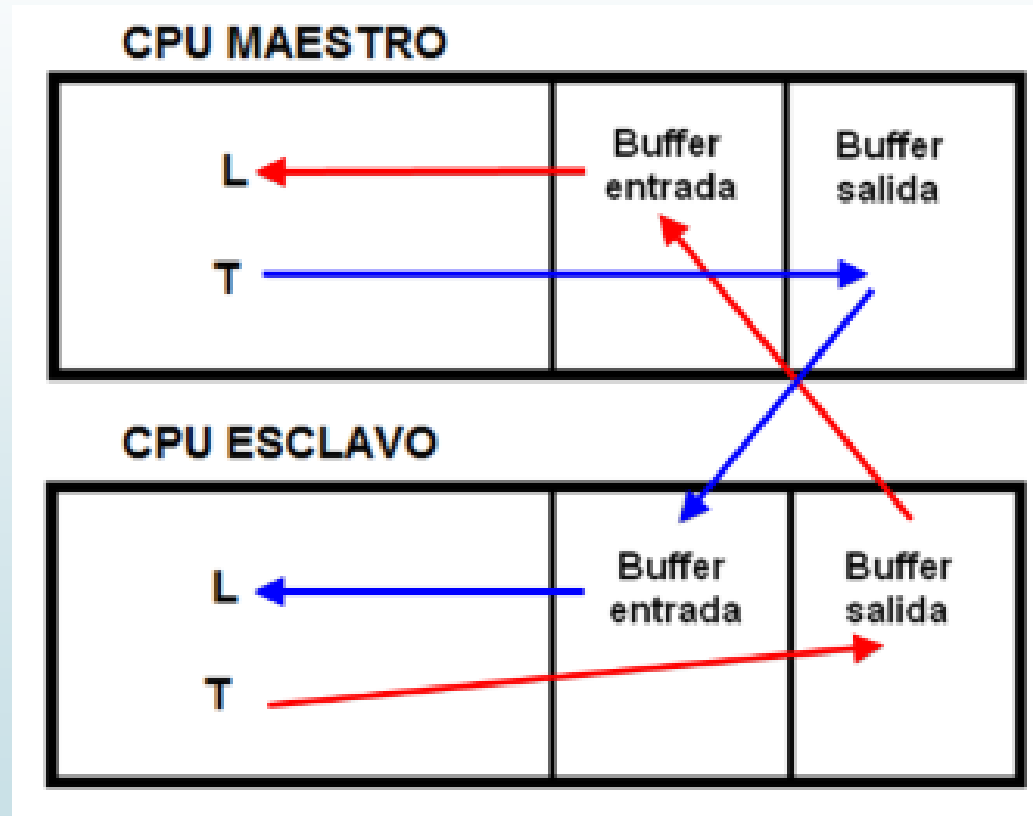 CPU MAESTRO
Buffer
entrada
Buffer
salida
L
T
CPU ESCLAVO
Buffer
entrada
Buffer
salida
L
T